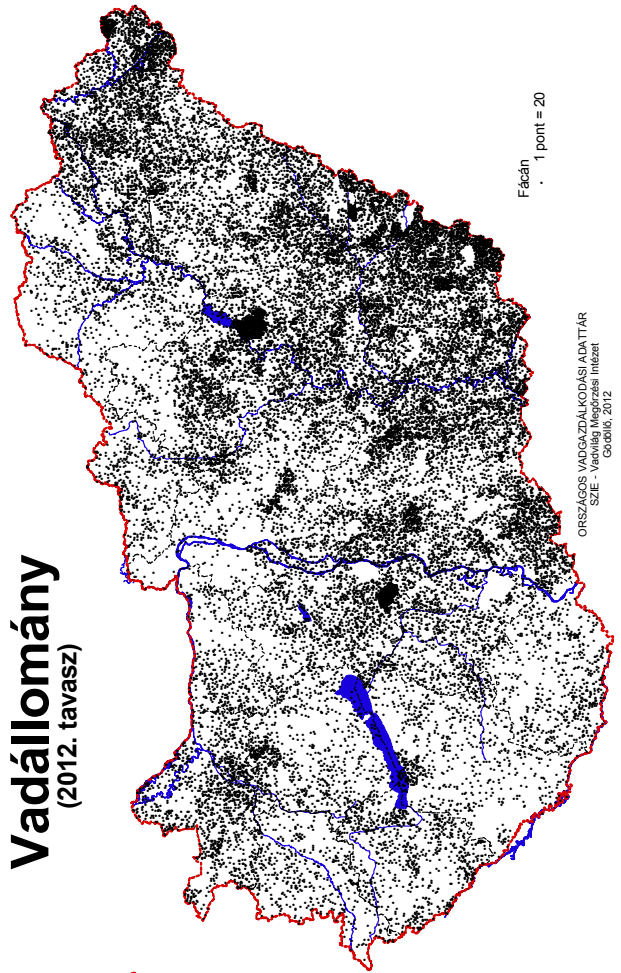 Vadállomány
(2012. tavasz)
Fácán
. 1 pont = 20
ORSZÁGOS VADGAZDÁLKODÁSI ADATTÁR
SZIE - Vadvilág Megőrzési Intézet
Gödöllő, 2012